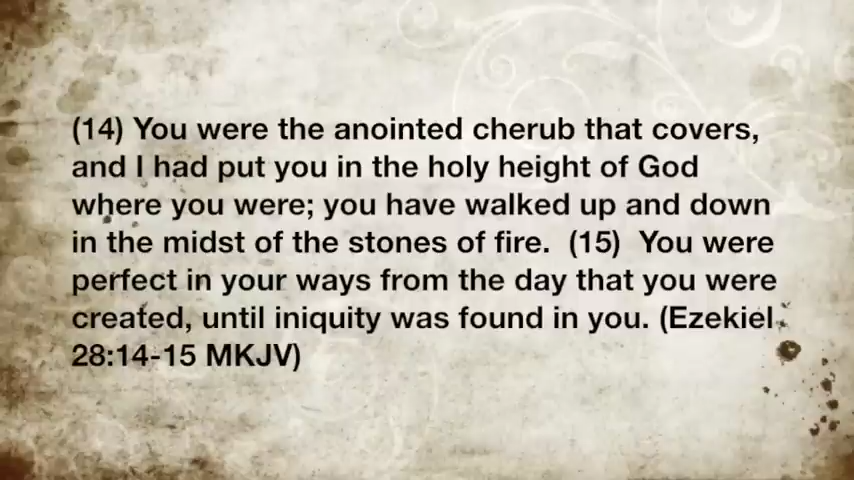 (14) You were the anointed cherub that covers,
and I had put you in the holy height of God
where you were; you have walked up and down
in the midst of the stones of fire.  (15)  You were
perfect in your ways from the day that you were
created, until iniquity was found in you. (Ezekiel
28:14-15 MKJV)